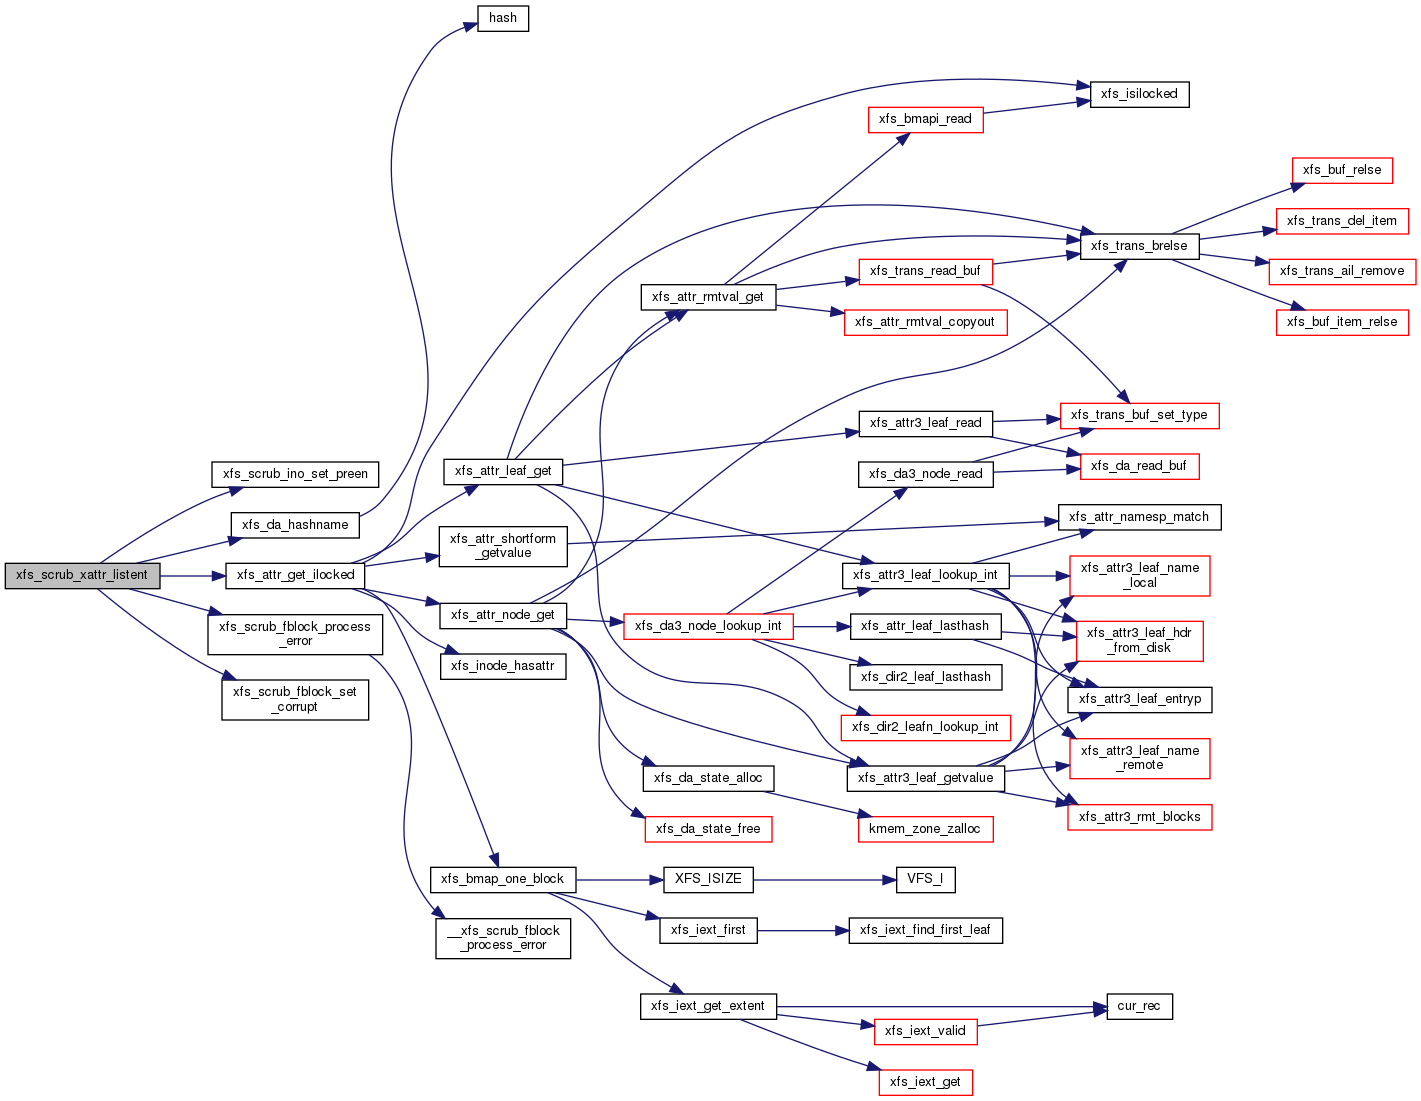 hash
xfs_isilocked
xfs_bmapi_read
xfs_buf_relse
xfs_trans_del_item
xfs_trans_brelse
xfs_trans_read_buf
xfs_trans_ail_remove
xfs_attr_rmtval_get
xfs_attr_rmtval_copyout
xfs_buf_item_relse
xfs_trans_buf_set_type
xfs_attr3_leaf_read
xfs_da_read_buf
xfs_scrub_ino_set_preen
xfs_attr_leaf_get
xfs_da3_node_read
xfs_da_hashname
xfs_attr_namesp_match
xfs_attr_shortform
_getvalue
xfs_scrub_xattr_listent
xfs_attr_get_ilocked
xfs_attr3_leaf_lookup_int
xfs_attr3_leaf_name
_local
xfs_attr_node_get
xfs_da3_node_lookup_int
xfs_attr_leaf_lasthash
xfs_scrub_fblock_process
_error
xfs_attr3_leaf_hdr
_from_disk
xfs_inode_hasattr
xfs_dir2_leaf_lasthash
xfs_scrub_fblock_set
_corrupt
xfs_attr3_leaf_entryp
xfs_dir2_leafn_lookup_int
xfs_attr3_leaf_name
_remote
xfs_da_state_alloc
xfs_attr3_leaf_getvalue
xfs_attr3_rmt_blocks
xfs_da_state_free
kmem_zone_zalloc
xfs_bmap_one_block
XFS_ISIZE
VFS_I
xfs_iext_first
xfs_iext_find_first_leaf
__xfs_scrub_fblock
_process_error
xfs_iext_get_extent
cur_rec
xfs_iext_valid
xfs_iext_get